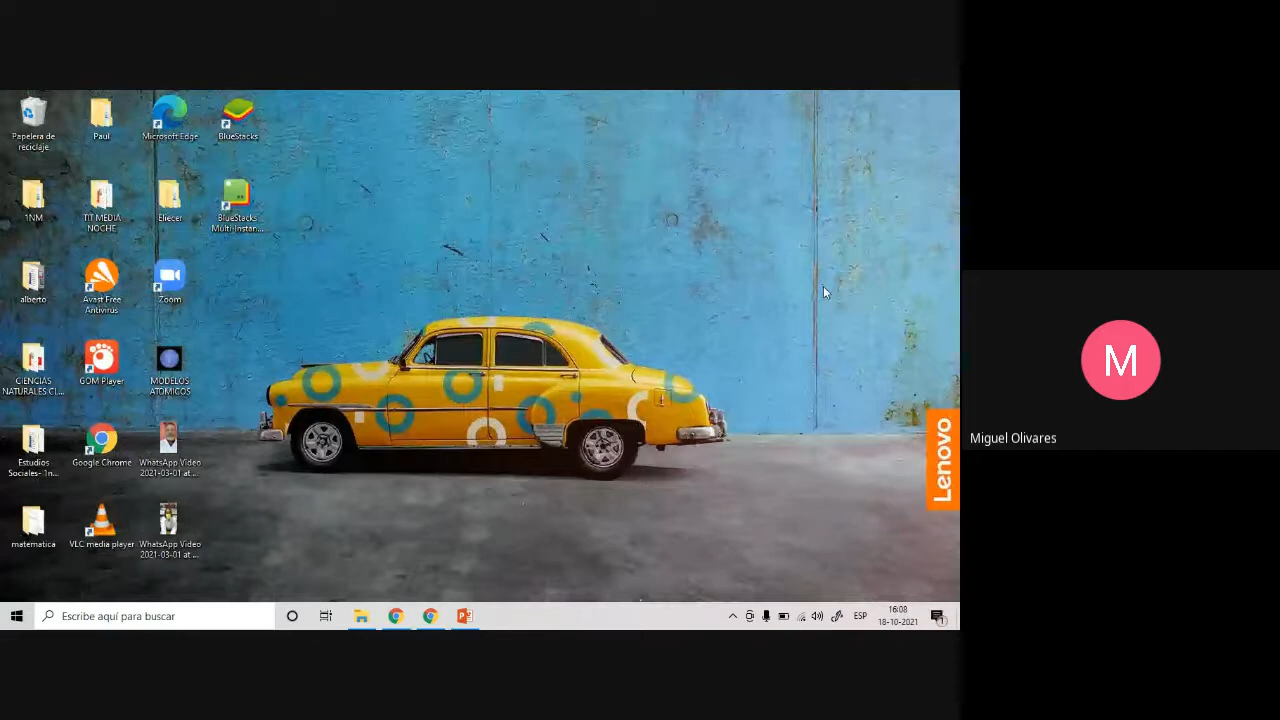 Papelera de
reciclaje
Paul
Microsoft Edge
BlueStacks
1NM
TIT MEDIA
NOCHE
Eliecer
BlueStacks
Multi-Instan...
alberto
Avast Free
Antivirus
Zoom
CIENCIAS
NATURALES CI...
GOM Player
MODELOS
ATOMICOS
Estudios
Sociales- 1n...
Google Chrome
WhatsApp Video
2021-03-01 at ...
matematica
VLC media player
WhatsApp Video
2021-03-01 at ...
Lenovo
M
Miguel Olivares
Escribe aquí para buscar
ESP
16:08
18-10-2021